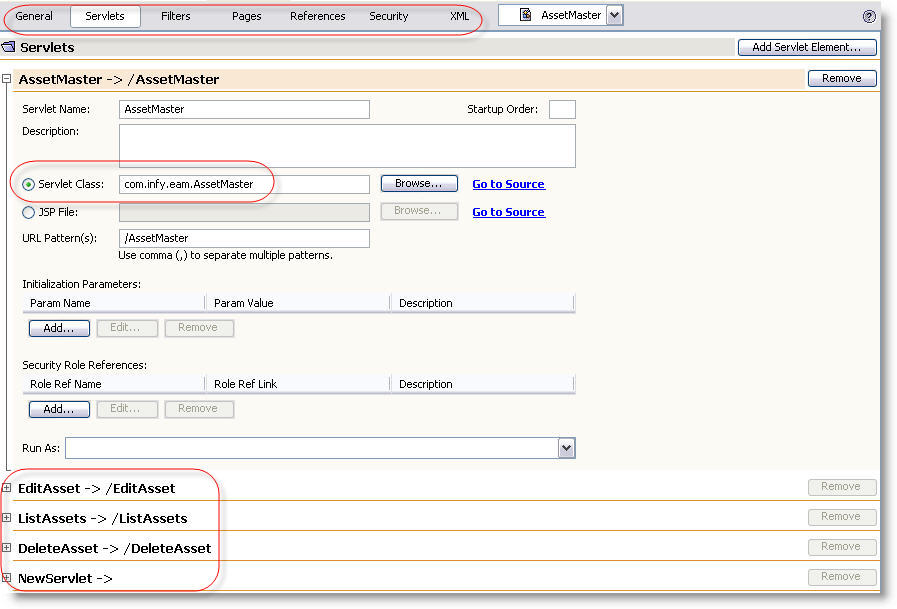 General Servlets Filters Pages References Security XML AssetMaster
Servlets Add Servlet Element...
AssetMaster -> /AssetMaster Remove
Servlet Name: AssetMaster Startup Order:
Description:
Servlet Class: com.infy.eam.AssetMaster Browse... Go to Source
JSP File: Browse... Go to Source
URL Pattern(s): /AssetMaster
Use comma (,) to separate multiple patterns.
Initialization Parameters:
Param Name Param Value Description
Add... Edit... Remove
Security Role References:
Role Ref Name Role Ref Link Description
Add... Edit... Remove
Run As:
EditAsset -> /EditAsset Remove
ListAssets -> /ListAssets Remove
DeleteAsset -> /DeleteAsset Remove
NewServlet -> Remove